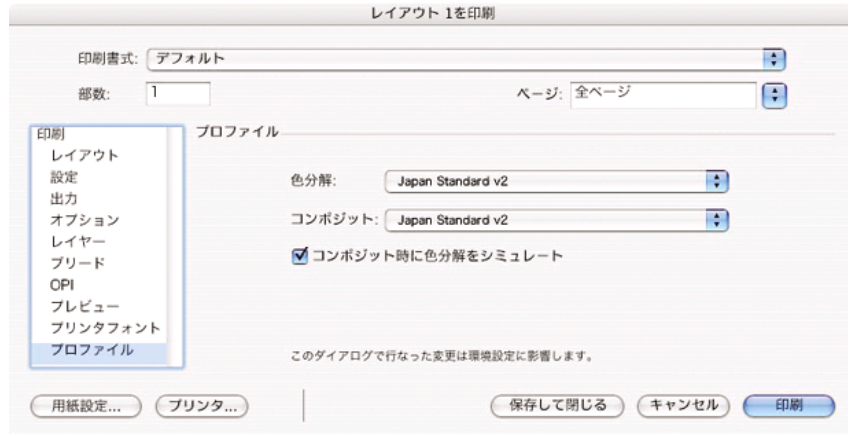 レイアウト 1を印刷
印刷書式: デフォルト
部数: 1 ページ: 全ページ
印刷
レイアウト
設定
出力
オプション
レイヤー
ブリード
OPI
プレビュー
プリンタフォント
プロファイル
プロファイル
色分解: Japan Standard v2
コンポジット: Japan Standard v2
コンポジット時に色分解をシミュレート
このダイアログで行なった変更は環境設定に影響します。
用紙設定... プリンタ... 保存して閉じる キャンセル 印刷